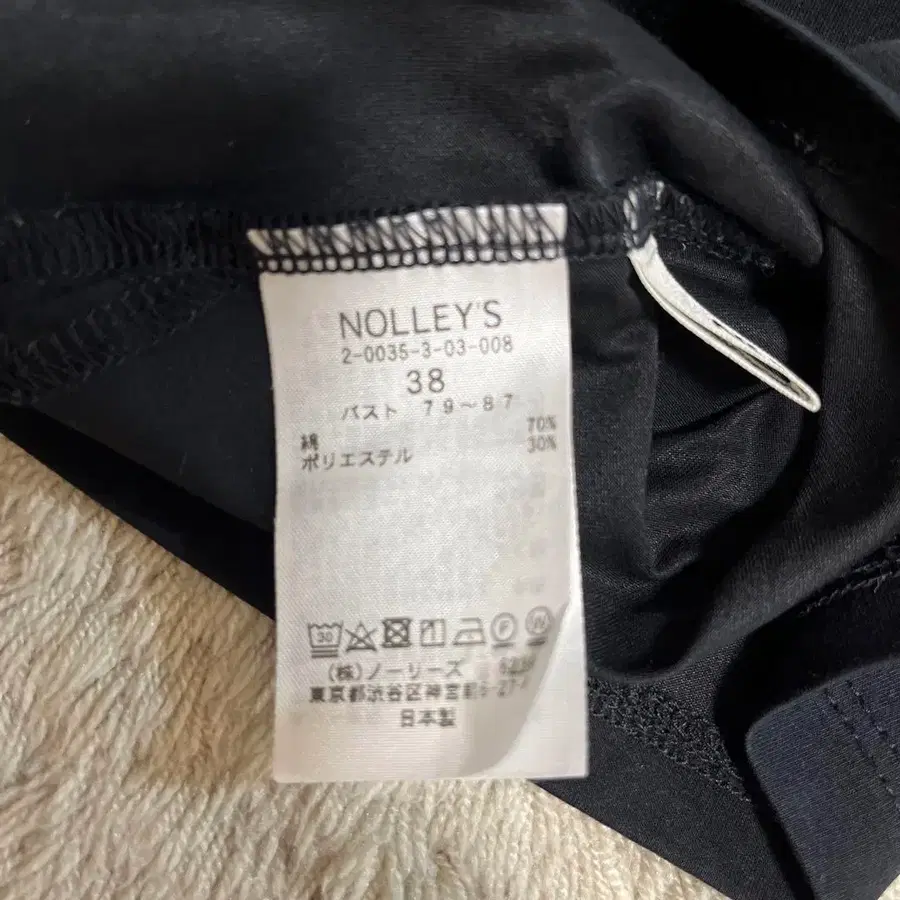 NOLLEY'S
2-0035-3-03-008
38
バスト 79~87
綿 70%
ポリエステル 30%
30 F W
(株)ノーリーズ
東京都渋谷区神宮前6-27-
日本製